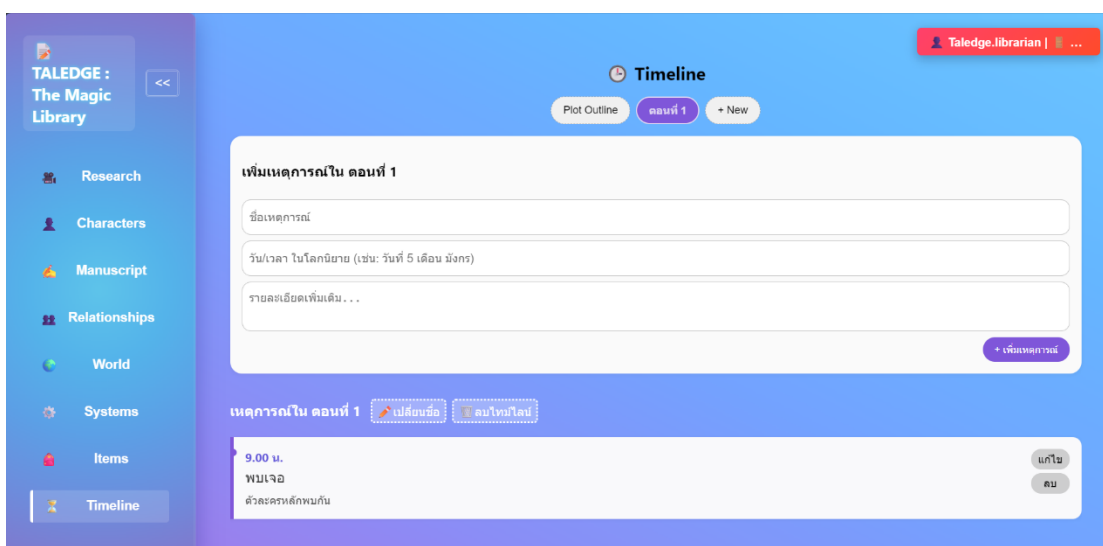 TALEDGE :
The Magic
Library
<<
Research
Characters
Manuscript
Relationships
World
Systems
Items
Timeline
Taledge.librarian | ...
Timeline
Plot Outline ตอนที่ 1 + New
เพิ่มเหตุการณ์ใน ตอนที่ 1
ชื่อเหตุการณ์
วัน/เวลา ในโลกนิยาย (เช่น: วันที่ 5 เดือน มังกร)
รายละเอียดเพิ่มเติม...
+ เพิ่มเหตุการณ์
เหตุการณ์ใน ตอนที่ 1 เปลี่ยนชื่อ ลบไทม์ไลน์
9.00 น.
พบเจอ
ตัวละครหลักพบกัน
แก้ไข
ลบ